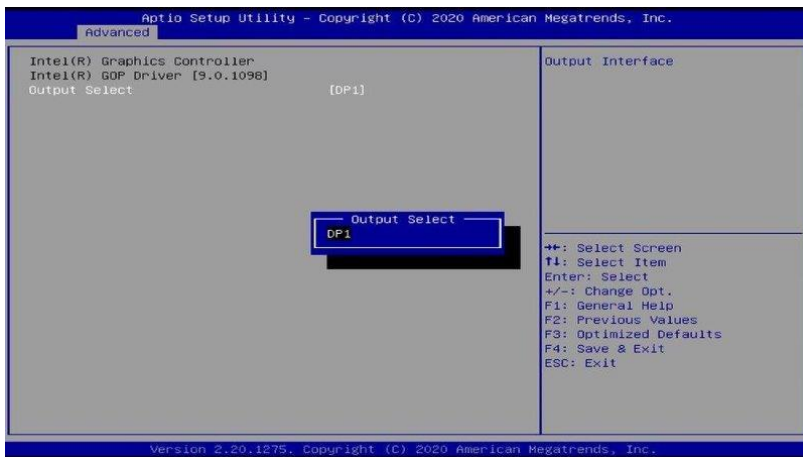 Aptio Setup Utility - Copyright (C) 2020 American Megatrends, Inc.
Advanced
Intel(R) Graphics Controller
Intel(R) GOP Driver [9.0.1098]
Output Select [DP1]
Output Interface
Output Select
DP1
→←: Select Screen
↑↓: Select Item
Enter: Select
+/-: Change Opt.
F1: General Help
F2: Previous Values
F3: Optimized Defaults
F4: Save & Exit
ESC: Exit
Version 2.20.1275. Copyright (C) 2020 American Megatrends, Inc.